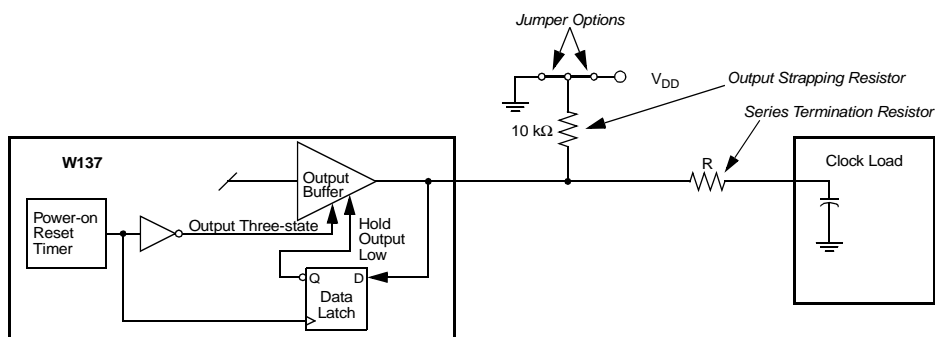 Jumper Options
V_DD
Output Strapping Resistor
10 kΩ
Series Termination Resistor
W137
Output
Buffer
R
Clock Load
Power-on
Reset
Timer
Output Three-state
Hold
Output
Low
Q
D
Data
Latch